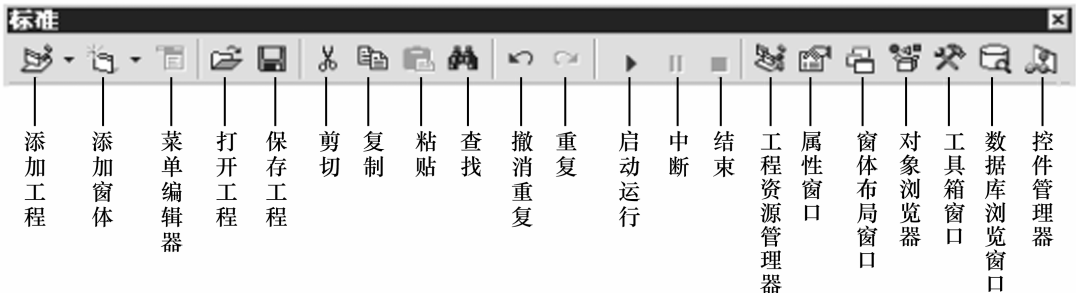 标准
添加工程
添加窗体
菜单编辑器
打开工程
保存工程
剪切
复制
粘贴
查找
撤消重复
重复
启动运行
中断
结束
工程资源管理器
属性窗口
窗体布局窗口
对象浏览器
工具箱窗口
数据库浏览窗口
控件管理器